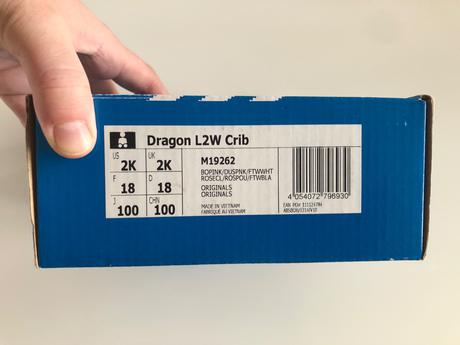 Dragon L2W Crib
US 2K UK 2K
F 18 D 18
J 100 CHN 100
M19262
BOPINK/DUSPNK/FTWWHT
ROSECL/ROSPOU/FTWBLA
ORIGINALS
ORIGINALS
MADE IN VIETNAM
FABRIQUÉ AU VIETNAM
4 054072 796930